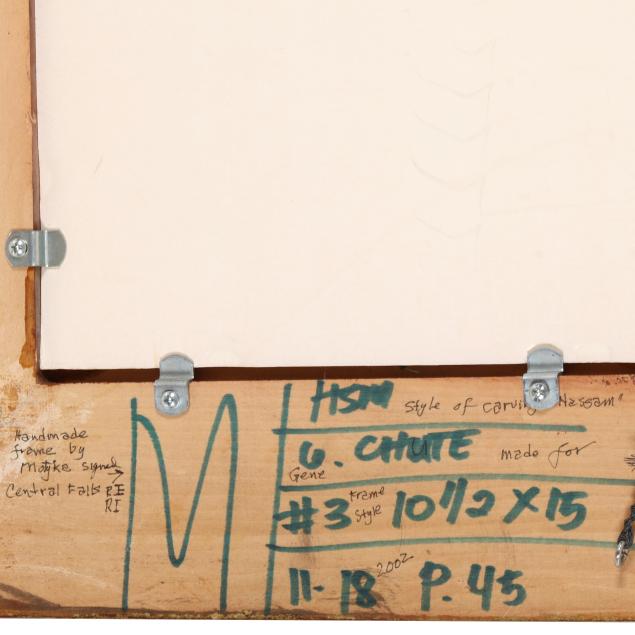 Handmade
frame by
signed
Central Falls RI
RI
M
HSM
Style of carving "Hassam"
G. CHUTE made for
Gene
#3 Frame Style 10 1/2 X 15
11-18 2002 P. 45